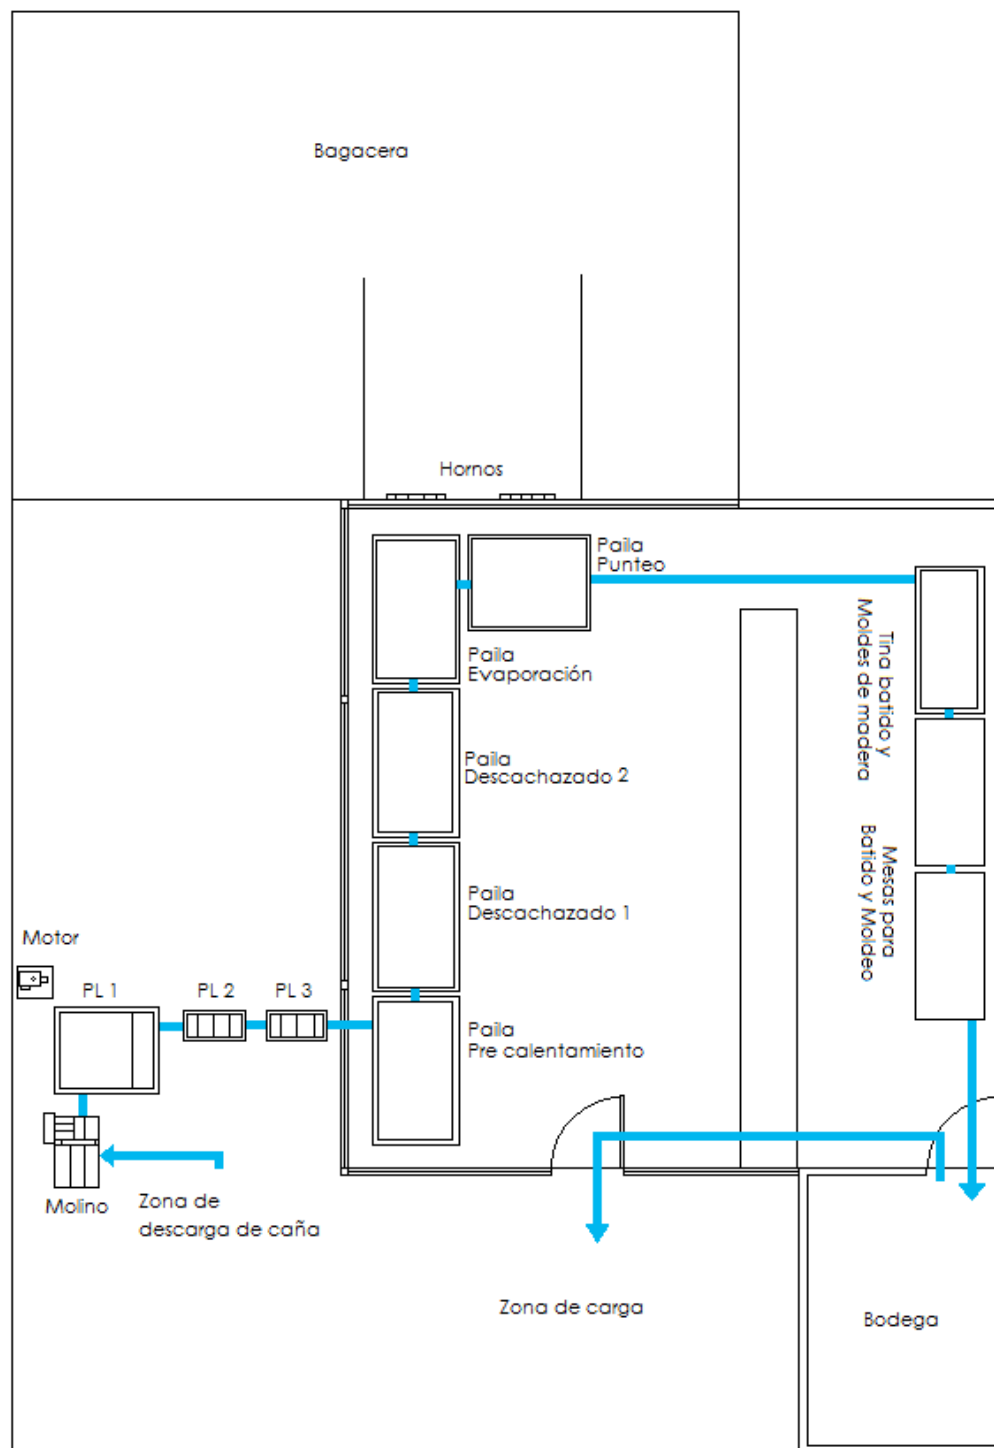 Bagacera
Hornos
Paila
Punteo
Tina batido y
Moldes de madera
Paila
Evaporación
Paila
Descachazado 2
Mesas para
Batido y Moldeo
Paila
Descachazado 1
Motor
PL 1
PL 2
PL 3
Paila
Pre calentamiento
Molino
Zona de
descarga de caña
Zona de carga
Bodega